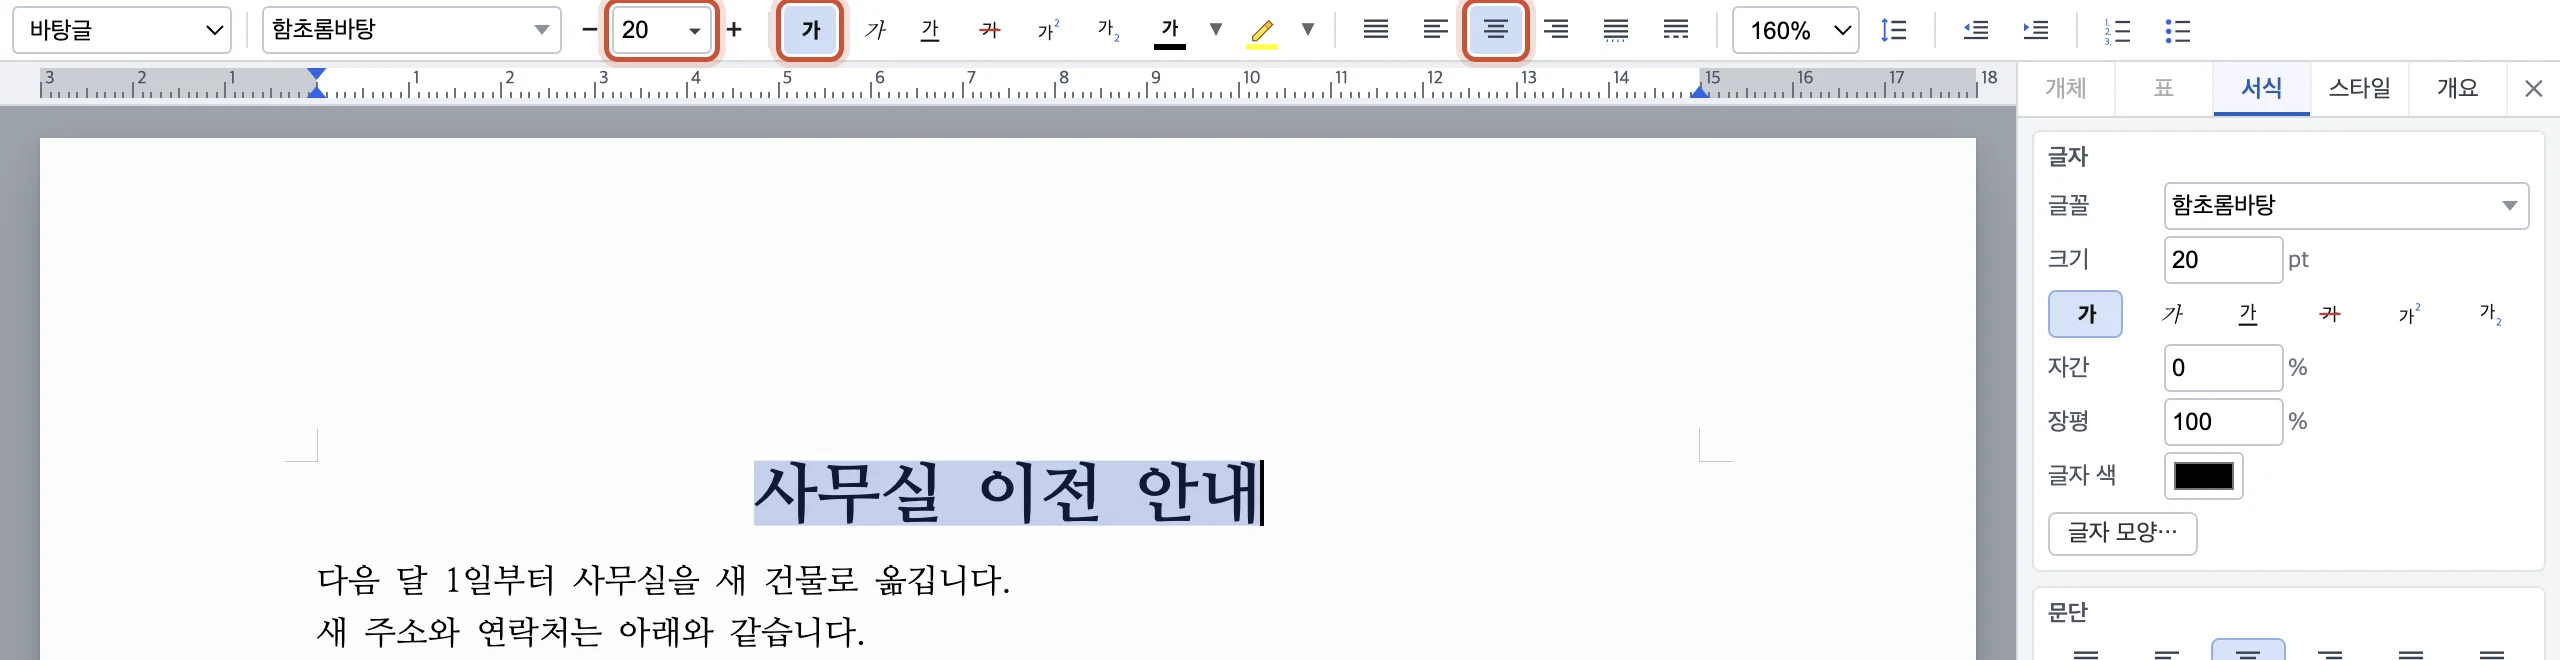 바탕글 함초롬바탕 − 20 + 가 가 가 가 가2 가2 가 160%
3 2 1 1 2 3 4 5 6 7 8 9 10 11 12 13 14 15 16 17 18
개체 표 서식 스타일 개요
글자
글꼴 함초롬바탕
크기 20 pt
가 가 가 가 가2 가2
자간 0 %
장평 100 %
글자 색
글자 모양…
문단
사무실 이전 안내
다음 달 1일부터 사무실을 새 건물로 옮깁니다.
새 주소와 연락처는 아래와 같습니다.